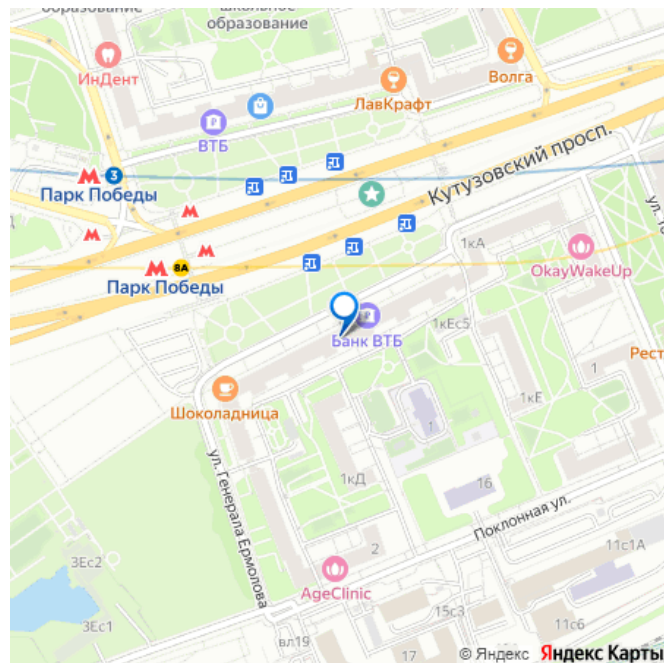 образование
школьное
образование
ИнДент
Волга
ЛавКрафт
ВТБ
Кутузовский просп.
3
Парк Победы
8А
Парк Победы
1кА
OkayWakeUp
1кЕс5
Банк ВТБ
Рест
1
Шоколадница
1кЕ
1
ул. Генерала Ермолова
1кД
16
Поклонная ул.
3Ес2
2
11с1А
AgeClinic
15с3
3Ес1
вл19
17
11с6
© Яндекс Яндекс Карты